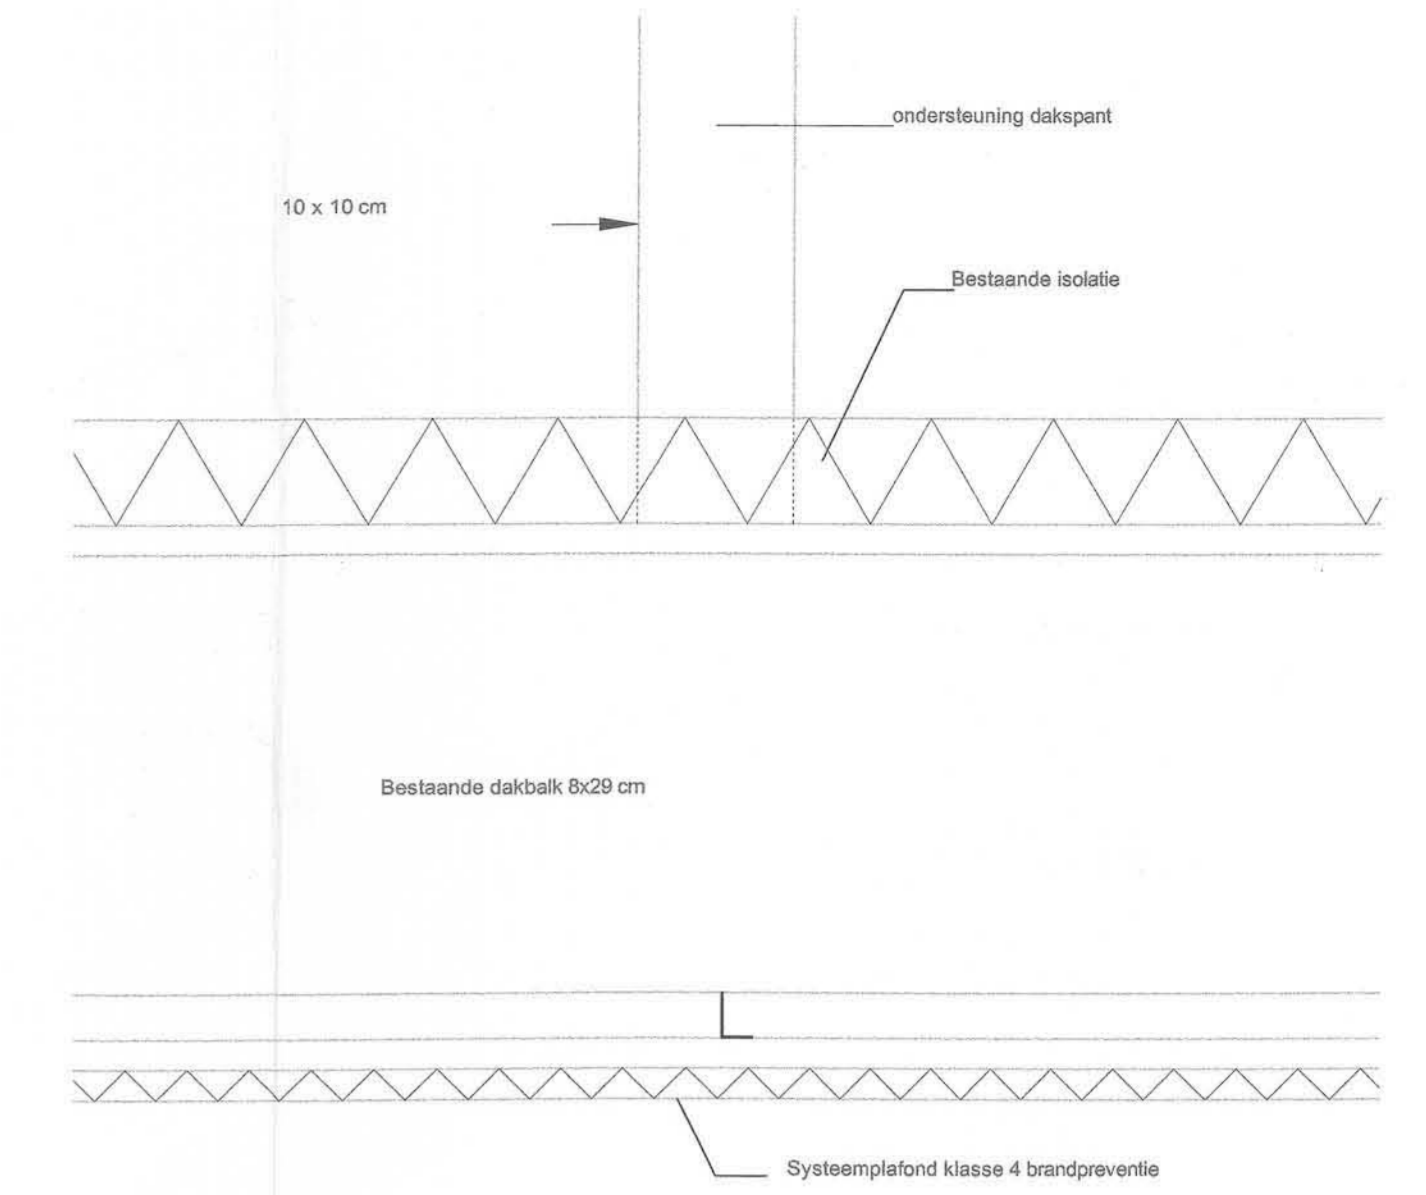 ondersteuning dakspant
10 x 10 cm
Bestaande isolatie
Bestaande dakbalk 8x29 cm
Systeemplafond klasse 4 brandpreventie